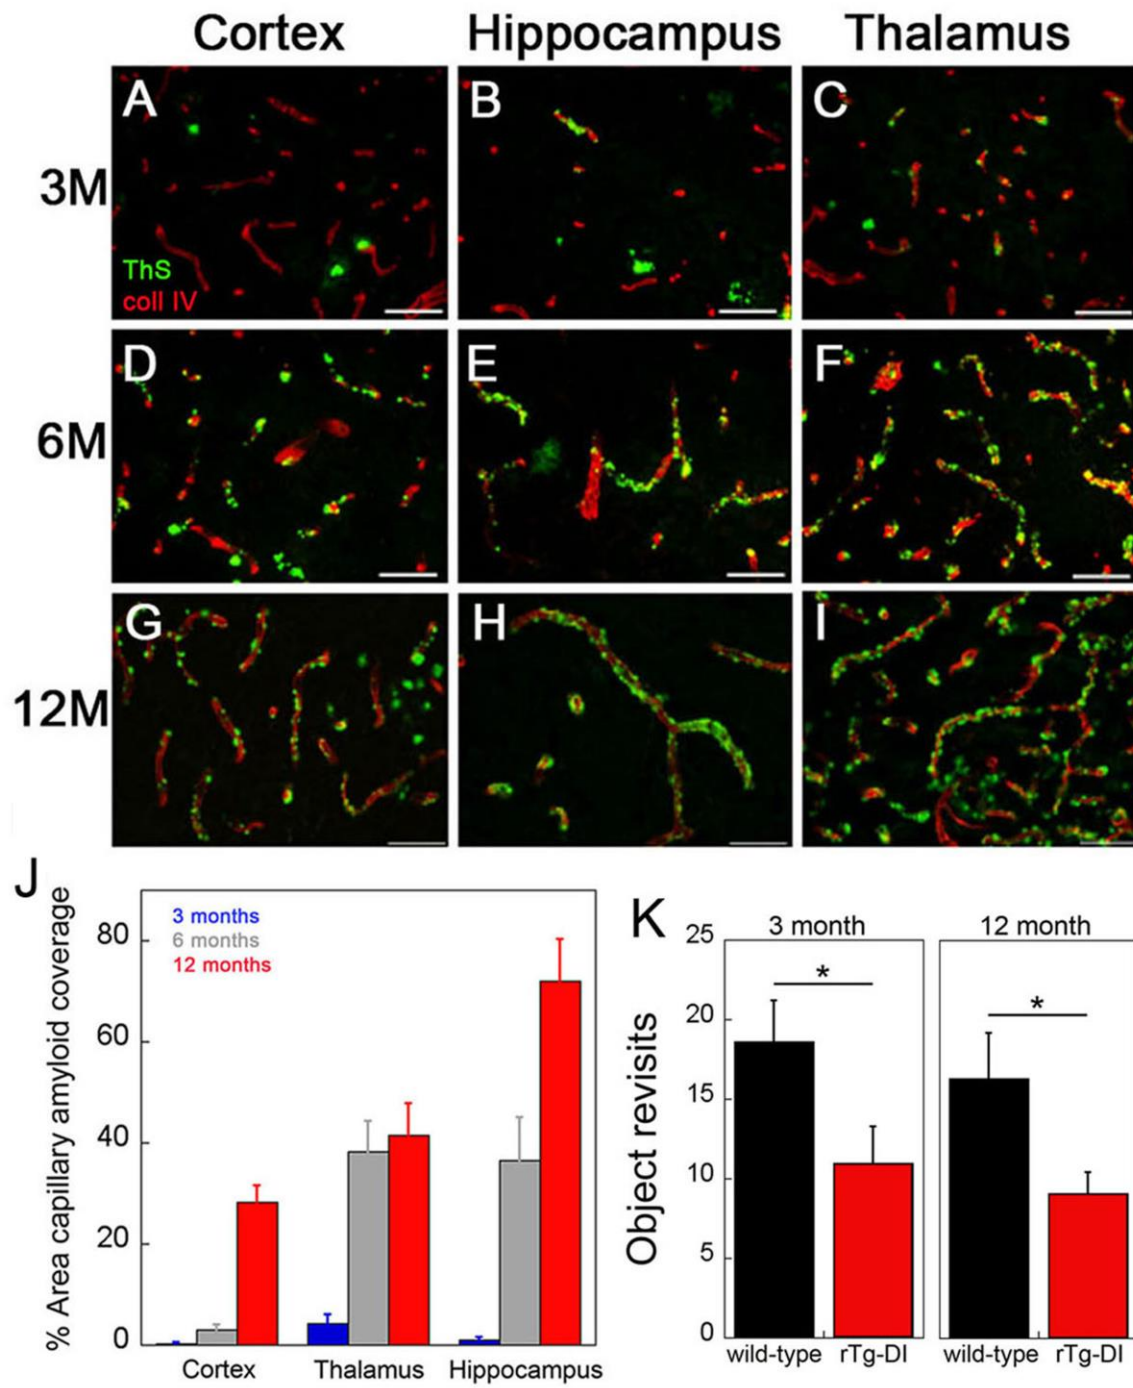 Cortex Hippocampus Thalamus
3M
A B C
ThS
coll IV
6M
D E F
12M
G H I
J
% Area capillary amyloid coverage
3 months
6 months
12 months
80
60
40
20
0
Cortex Thalamus Hippocampus
K
Object revisits
3 month 12 month
25
20
15
10
5
0
*
*
wild-type rTg-DI wild-type rTg-DI